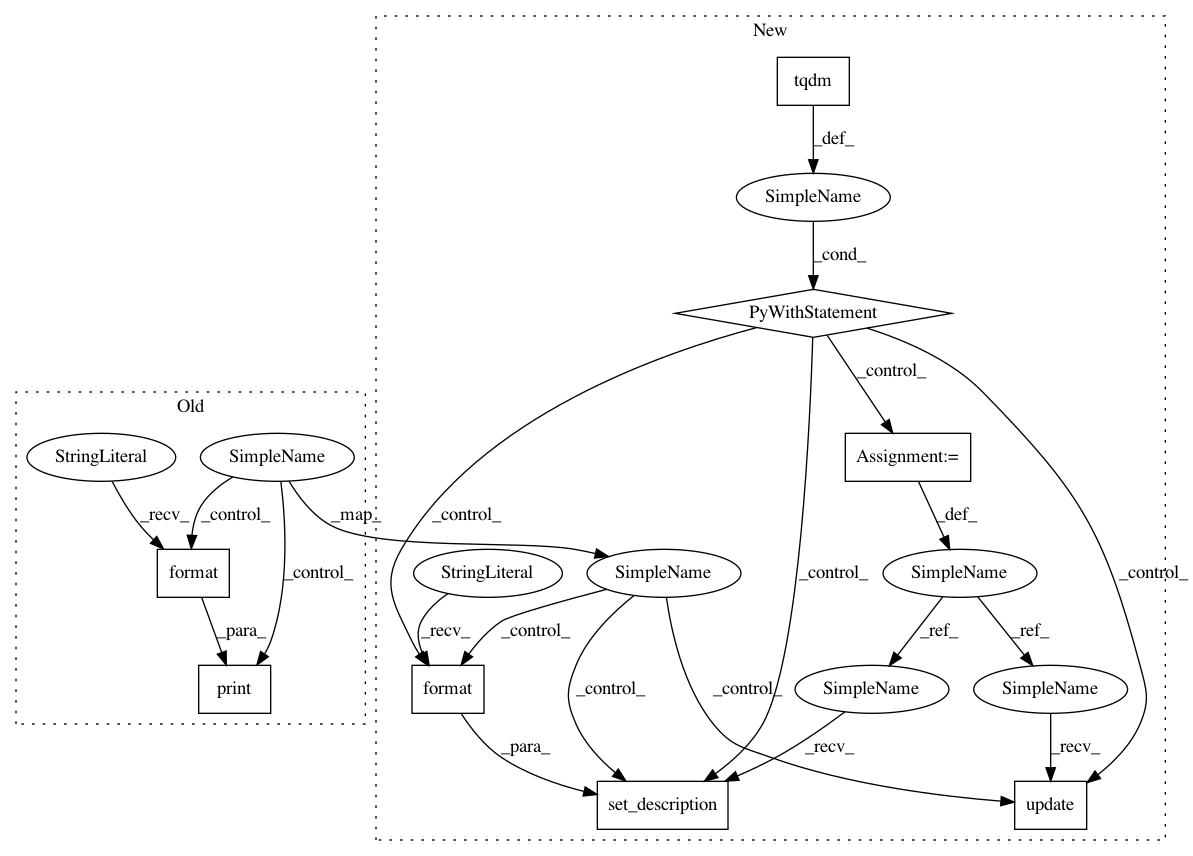 New
tqdm
_def_
SimpleName
_cond_
PyWithStatement
_control_
Old
StringLiteral
SimpleName
Assignment:=
_recv_
_control_
_map_
_control_
_def_
format
StringLiteral
SimpleName
SimpleName
_control_
_control_
_control_
_para_
_recv_
_control_
_ref_
_ref_
print
format
SimpleName
SimpleName
_control_
_control_
_para_
_recv_
_recv_
set_description
update